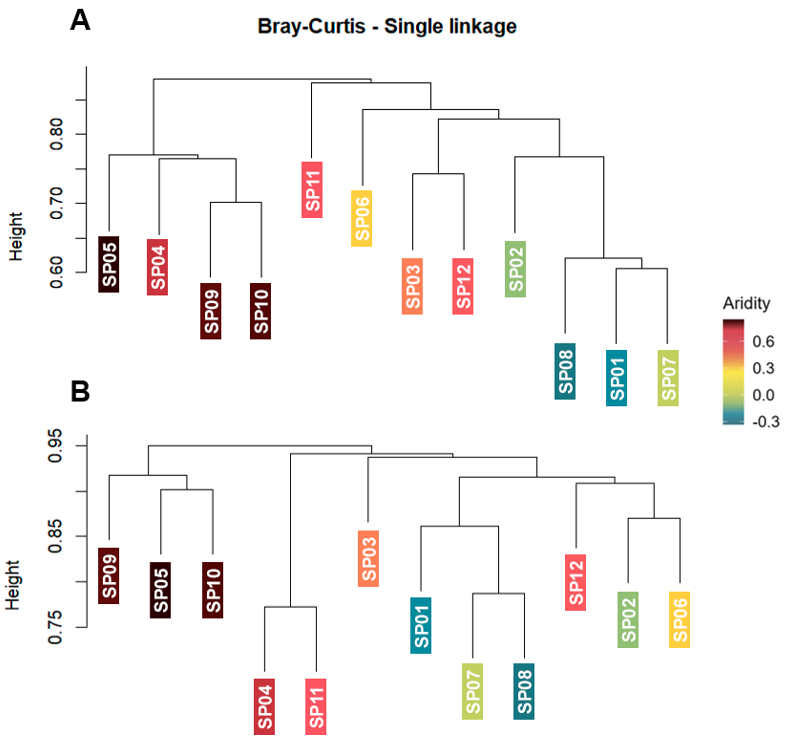 A
Bray-Curtis - Single linkage
Height
0.80
0.70
0.60
SP05
SP04
SP09
SP10
SP11
SP06
SP03
SP12
SP02
SP08
SP01
SP07
Aridity
0.6
0.3
0.0
-0.3
B
Height
0.95
0.85
0.75
SP09
SP05
SP10
SP04
SP11
SP03
SP01
SP07
SP08
SP12
SP02
SP06